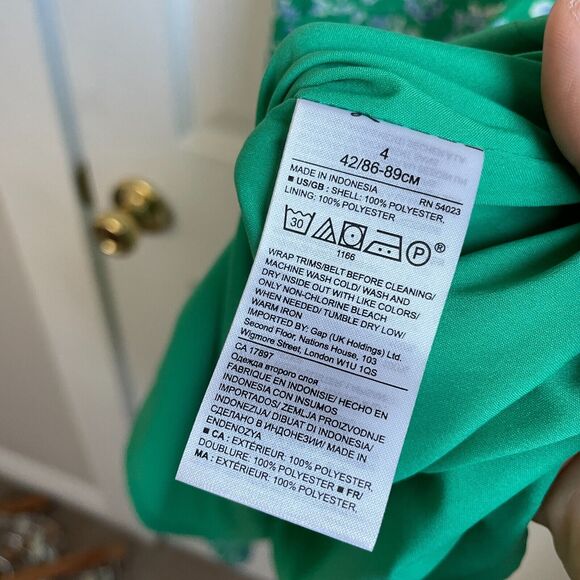 4
42/86-89CM
MADE IN INDONESIA RN 54023
■ US/GB : SHELL: 100% POLYESTER,
LINING: 100% POLYESTER
30 P ®
1166
WRAP TRIMS/BELT BEFORE CLEANING/
MACHINE WASH COLD/ WASH AND
DRY INSIDE OUT WITH LIKE COLORS/
ONLY NON-CHLORINE BLEACH
WHEN NEEDED/ TUMBLE DRY LOW/
WARM IRON
IMPORTED BY: Gap (UK Holdings) Ltd.
Second Floor, Nations House, 103
Wigmore Street, London W1U 1QS
CA 17897
Одежда второго слоя
FABRIQUE EN INDONISIE/ HECHO EN
INDONESIA CON INSUMOS
IMPORTADOS/ ZEMLJA PROIZVODNJE
INDONEZIJA/ DIBUAT DI INDONESIA/
СДЕЛАНО В ИНДОНЕЗИИ/ MADE IN
ENDENOZYA
■ CA : EXTÉRIEUR: 100% POLYESTER,
DOUBLURE: 100% POLYESTER ■ FR/
MA : EXTÉRIEUR: 100% POLYESTER,